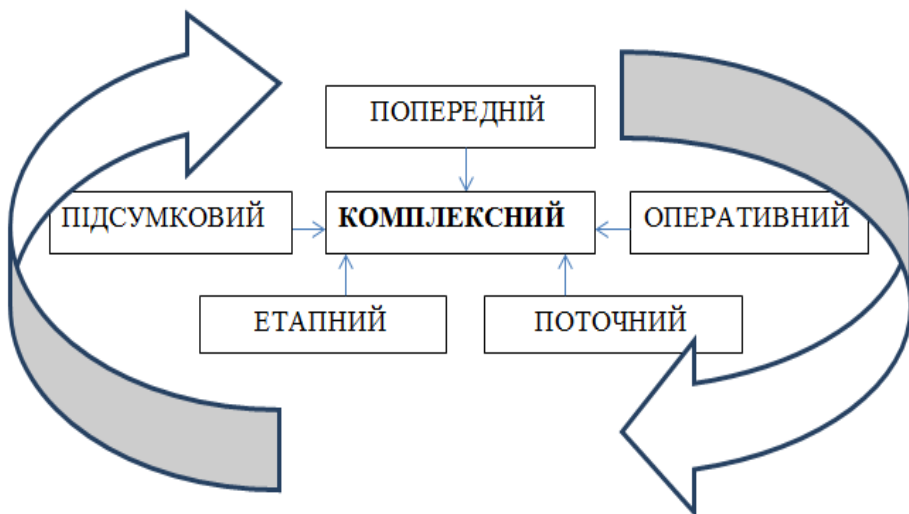 ПОПЕРЕДНІЙ
ПІДСУМКОВИЙ
КОМПЛЕКСНИЙ
ОПЕРАТИВНИЙ
ЕТАПНИЙ
ПОТОЧНИЙ